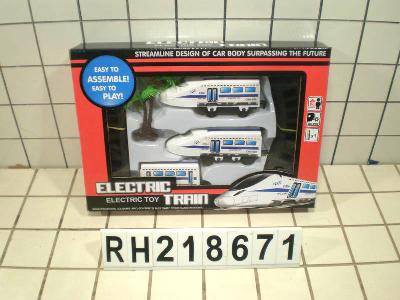 STREAMLINE DESIGN OF CAR BODY SURPASSING THE FUTURE
EASY TO
ASSEMBLE!
EASY TO
PLAY!
ELECTRIC
ELECTRIC TOY
TRAIN
RH218671